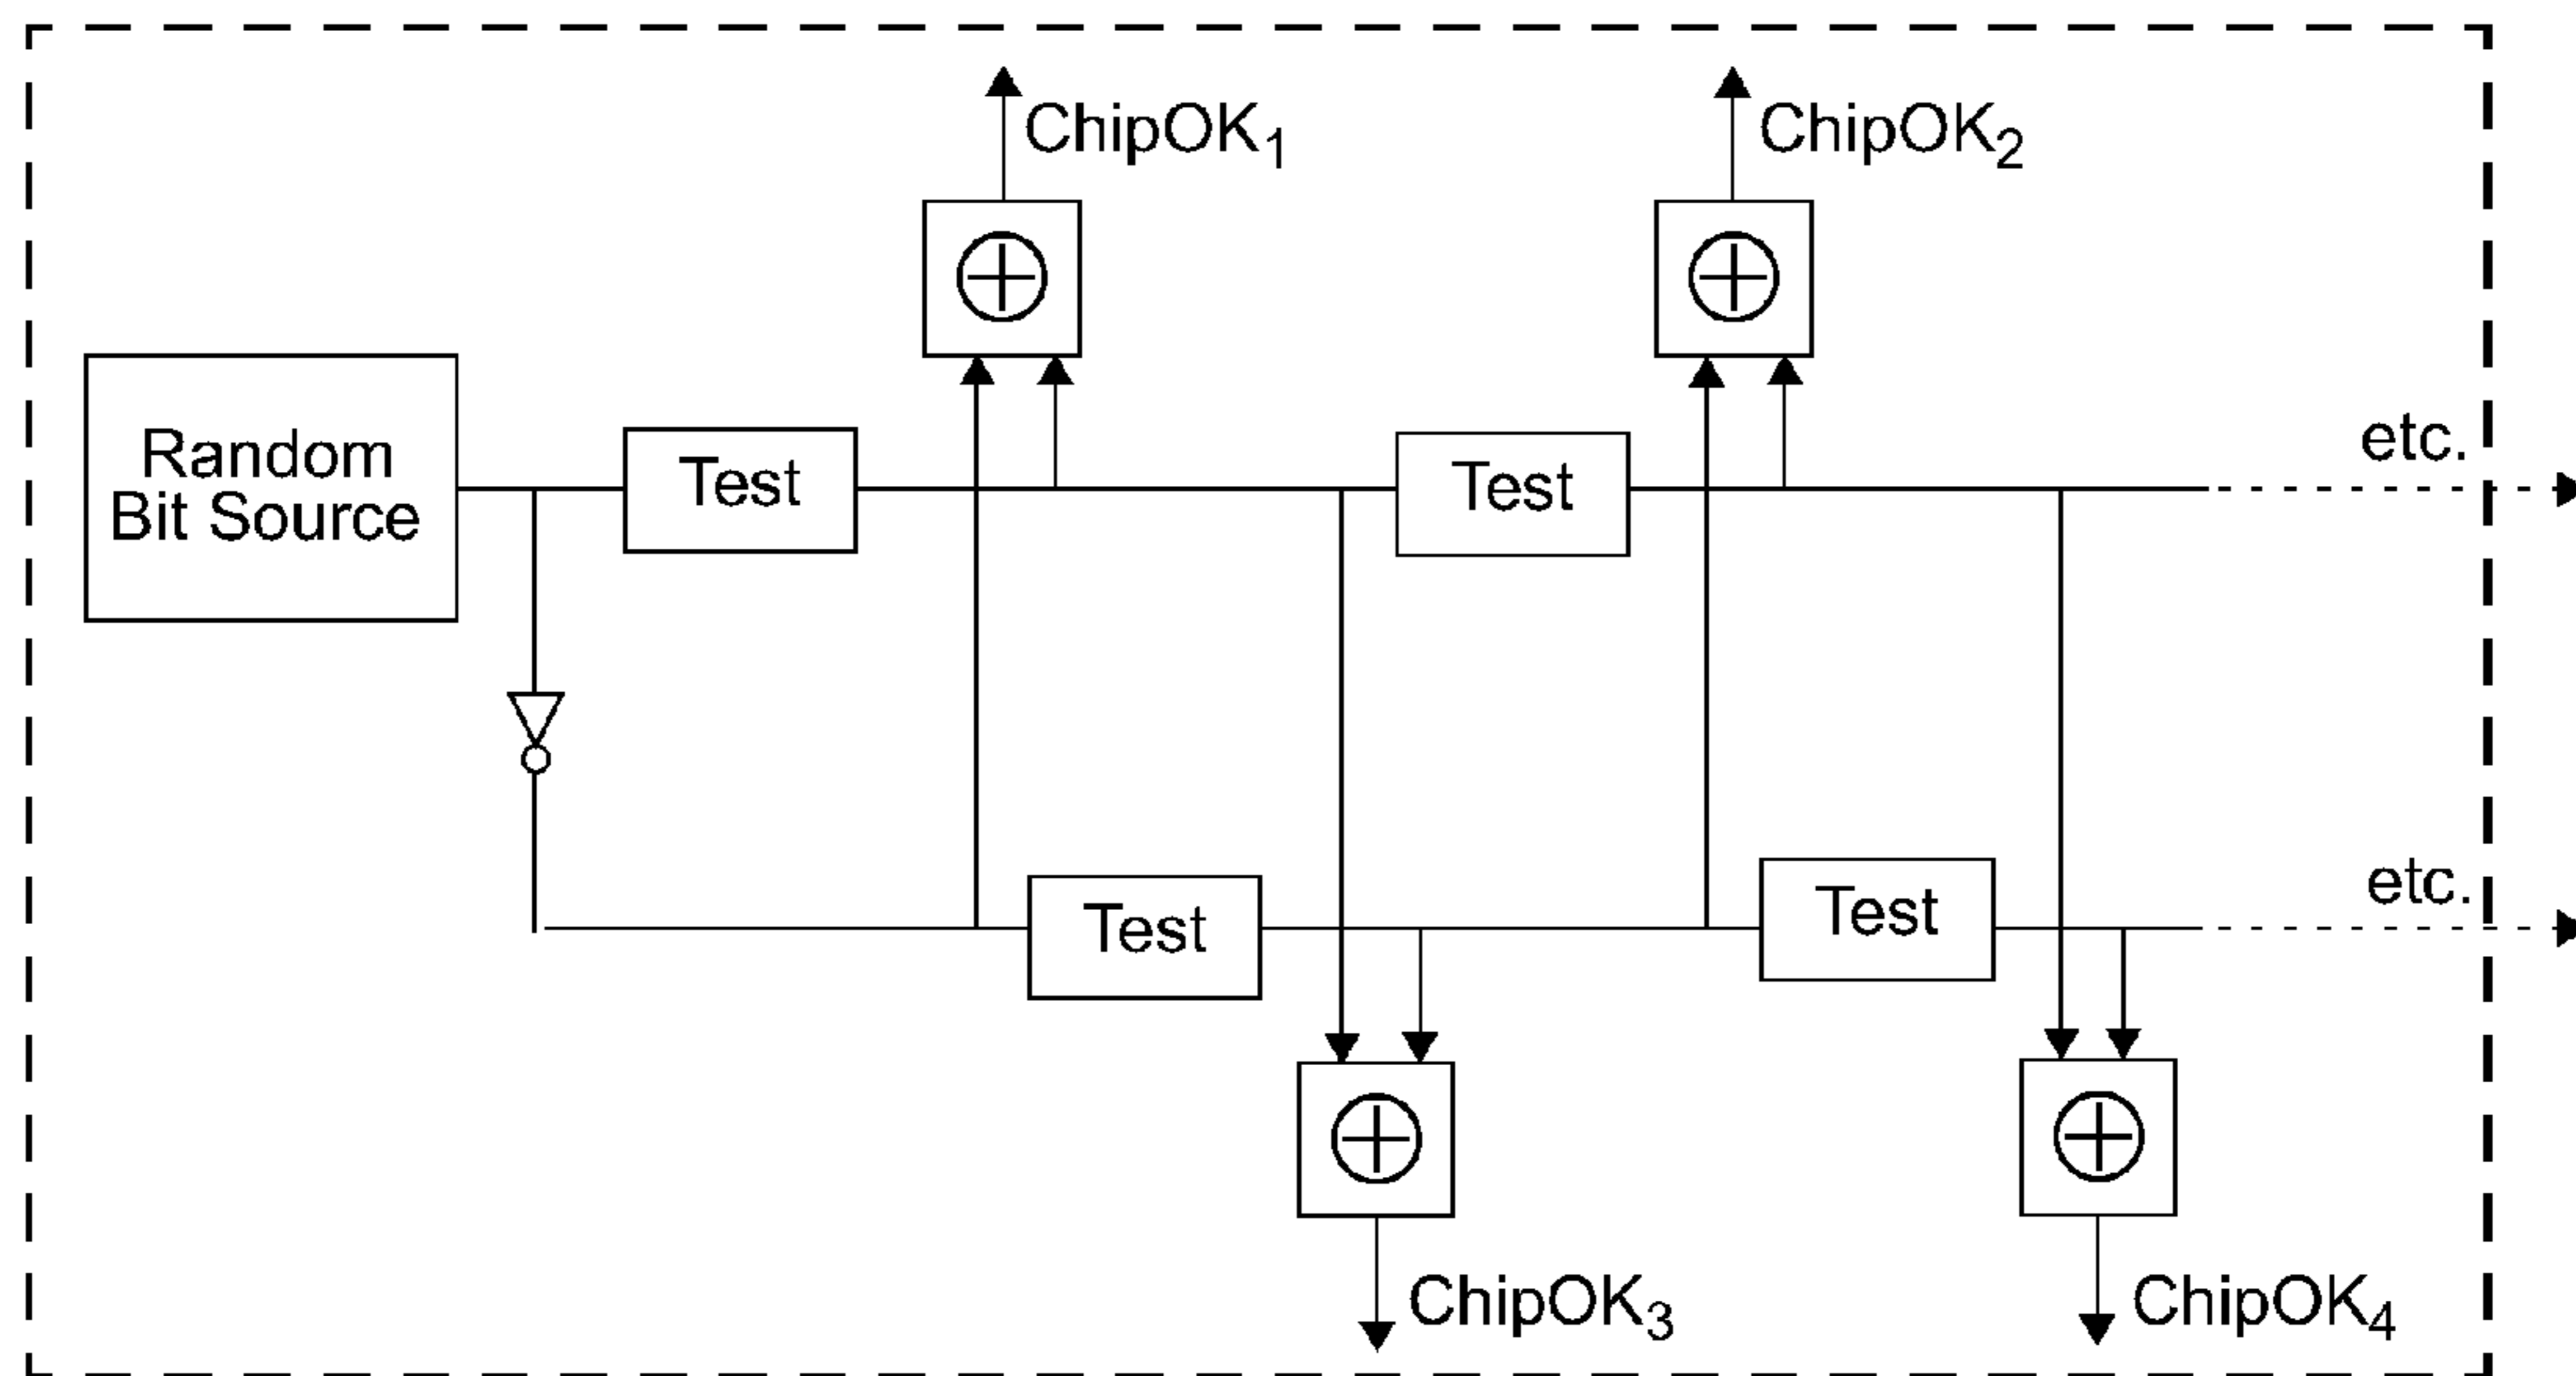 ChipOK₁
ChipOK₂
etc.
Random
Bit Source
Test
Test
etc.
Test
Test
ChipOK₃
ChipOK₄